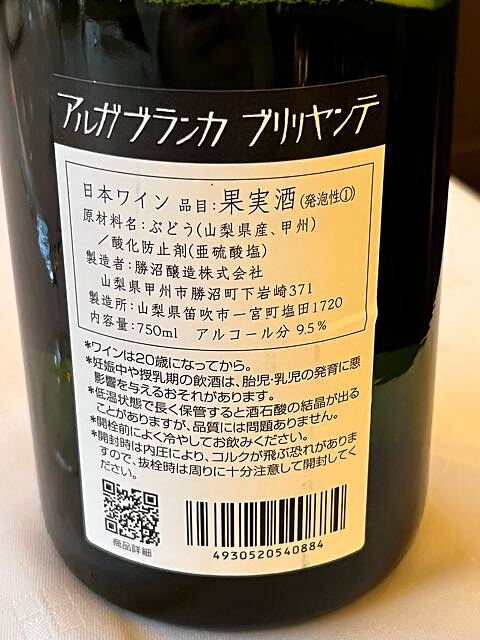 アルガブランカ ブリリャンテ
日本ワイン 品目:果実酒(発泡性①)
原材料名:ぶどう(山梨県産、甲州)
/酸化防止剤(亜硫酸塩)
製造者:勝沼醸造株式会社
山梨県甲州市勝沼町下岩崎371
製造所:山梨県笛吹市一宮町塩田1720
内容量:750ml アルコール分 9.5%
*ワインは20歳になってから。
*妊娠中や授乳期の飲酒は、胎児・乳児の発育に悪
影響を与えるおそれがあります。
*低温状態で長く保管すると酒石酸の結晶が出る
ことがありますが、品質には問題ありません。
*開栓前によく冷やしてお飲みください。
*開封時は内圧により、コルクが飛ぶ恐れがありま
すので、抜栓時は周りに十分注意して開封してく
ださい。
商品詳細
4930520540884